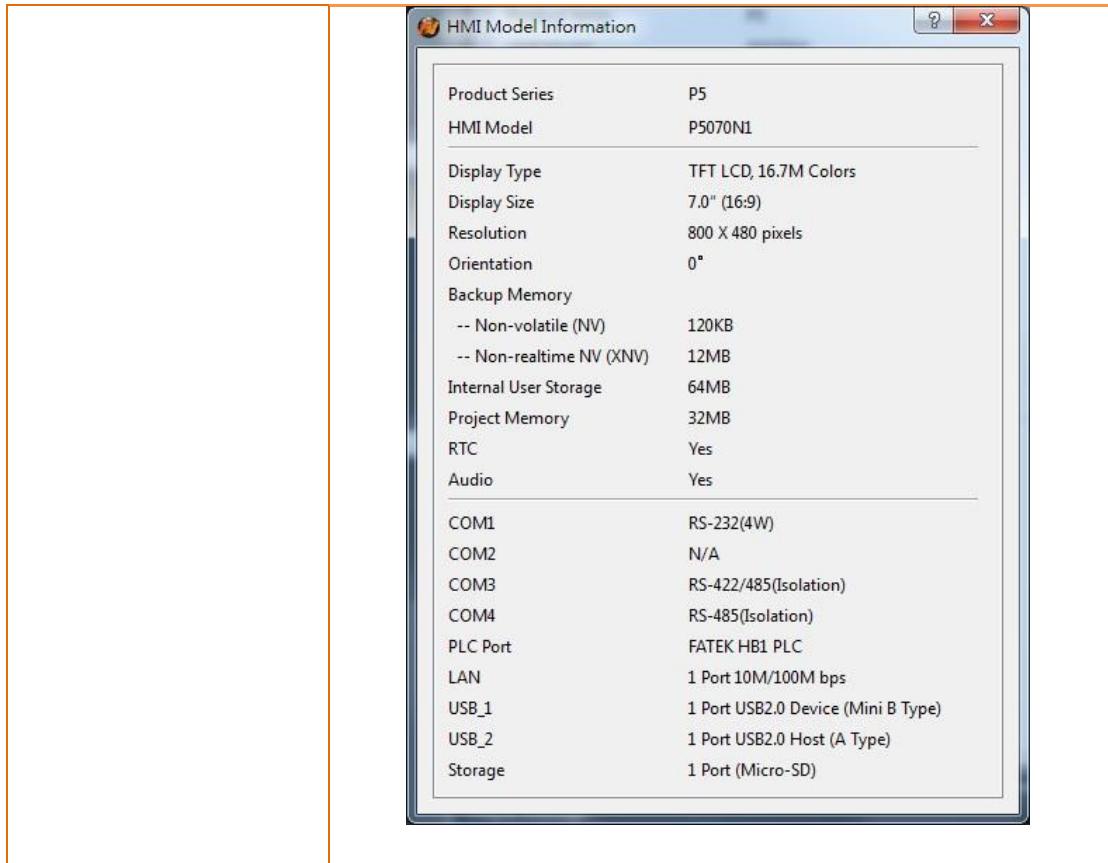 HMI Model Information
Product Series P5
HMI Model P5070N1
Display Type TFT LCD, 16.7M Colors
Display Size 7.0" (16:9)
Resolution 800 X 480 pixels
Orientation 0°
Backup Memory
-- Non-volatile (NV) 120KB
-- Non-realtime NV (XNV) 12MB
Internal User Storage 64MB
Project Memory 32MB
RTC Yes
Audio Yes
COM1 RS-232(4W)
COM2 N/A
COM3 RS-422/485(Isolation)
COM4 RS-485(Isolation)
PLC Port FATEK HB1 PLC
LAN 1 Port 10M/100M bps
USB_1 1 Port USB2.0 Device (Mini B Type)
USB_2 1 Port USB2.0 Host (A Type)
Storage 1 Port (Micro-SD)